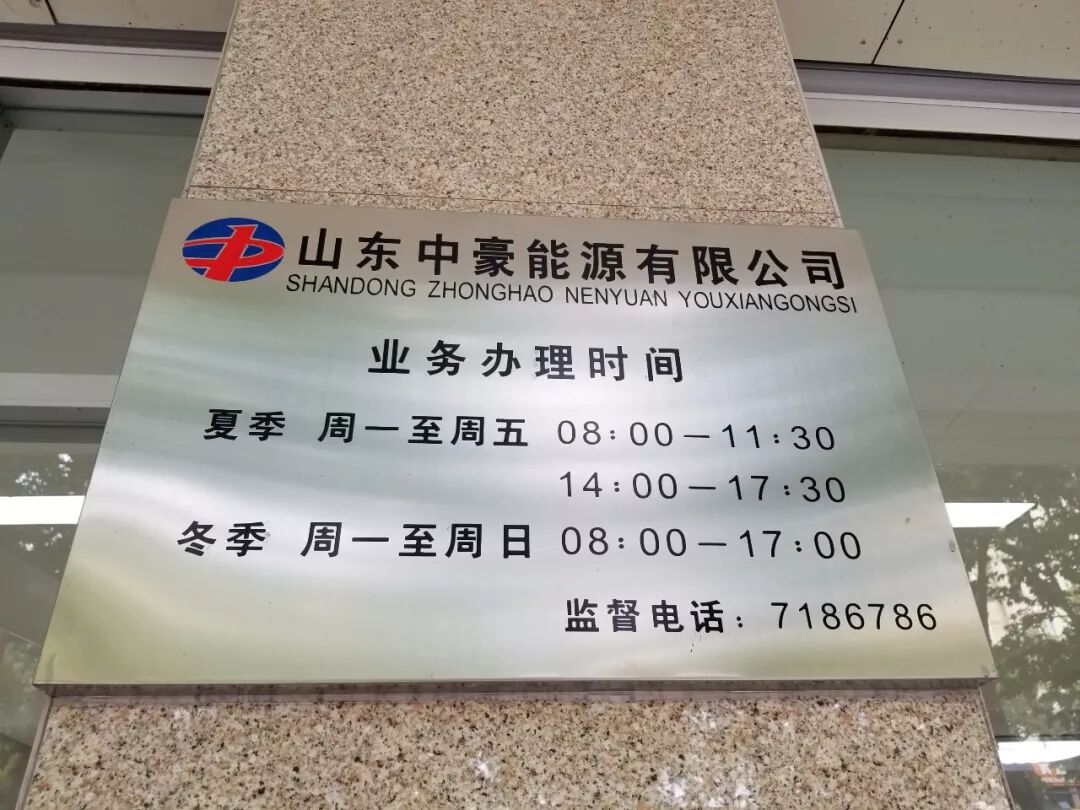 山东中豪能源有限公司
SHANDONG ZHONGHAO NENYUAN YOUXIANGONGSI
业务办理时间
夏季 周一至周五 08:00—11:30
14:00—17:30
冬季 周一至周日 08:00—17:00
监督电话: 7186786